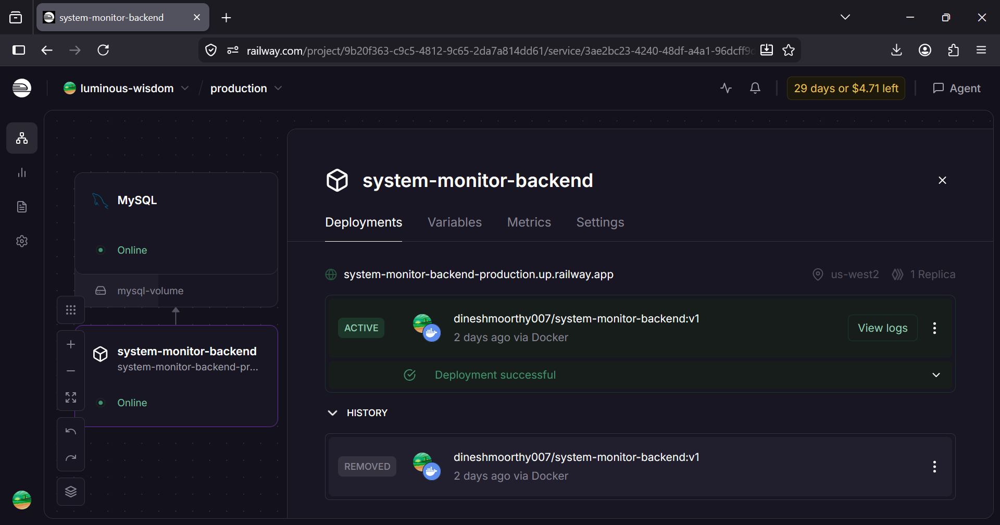 system-monitor-backend
railway.com/project/9b20f363-c9c5-4812-9c65-2da7a814dd61/service/3ae2bc23-4240-48df-a4a1-96dcff9
luminous-wisdom
production
29 days or $4.71 left
Agent
MySQL
Online
mysql-volume
system-monitor-backend
system-monitor-backend-pr...
Online
system-monitor-backend
Deployments Variables Metrics Settings
system-monitor-backend-production.up.railway.app
us-west2
1 Replica
ACTIVE
dineshmoorthy007/system-monitor-backend:v1
2 days ago via Docker
View logs
Deployment successful
HISTORY
REMOVED
dineshmoorthy007/system-monitor-backend:v1
2 days ago via Docker